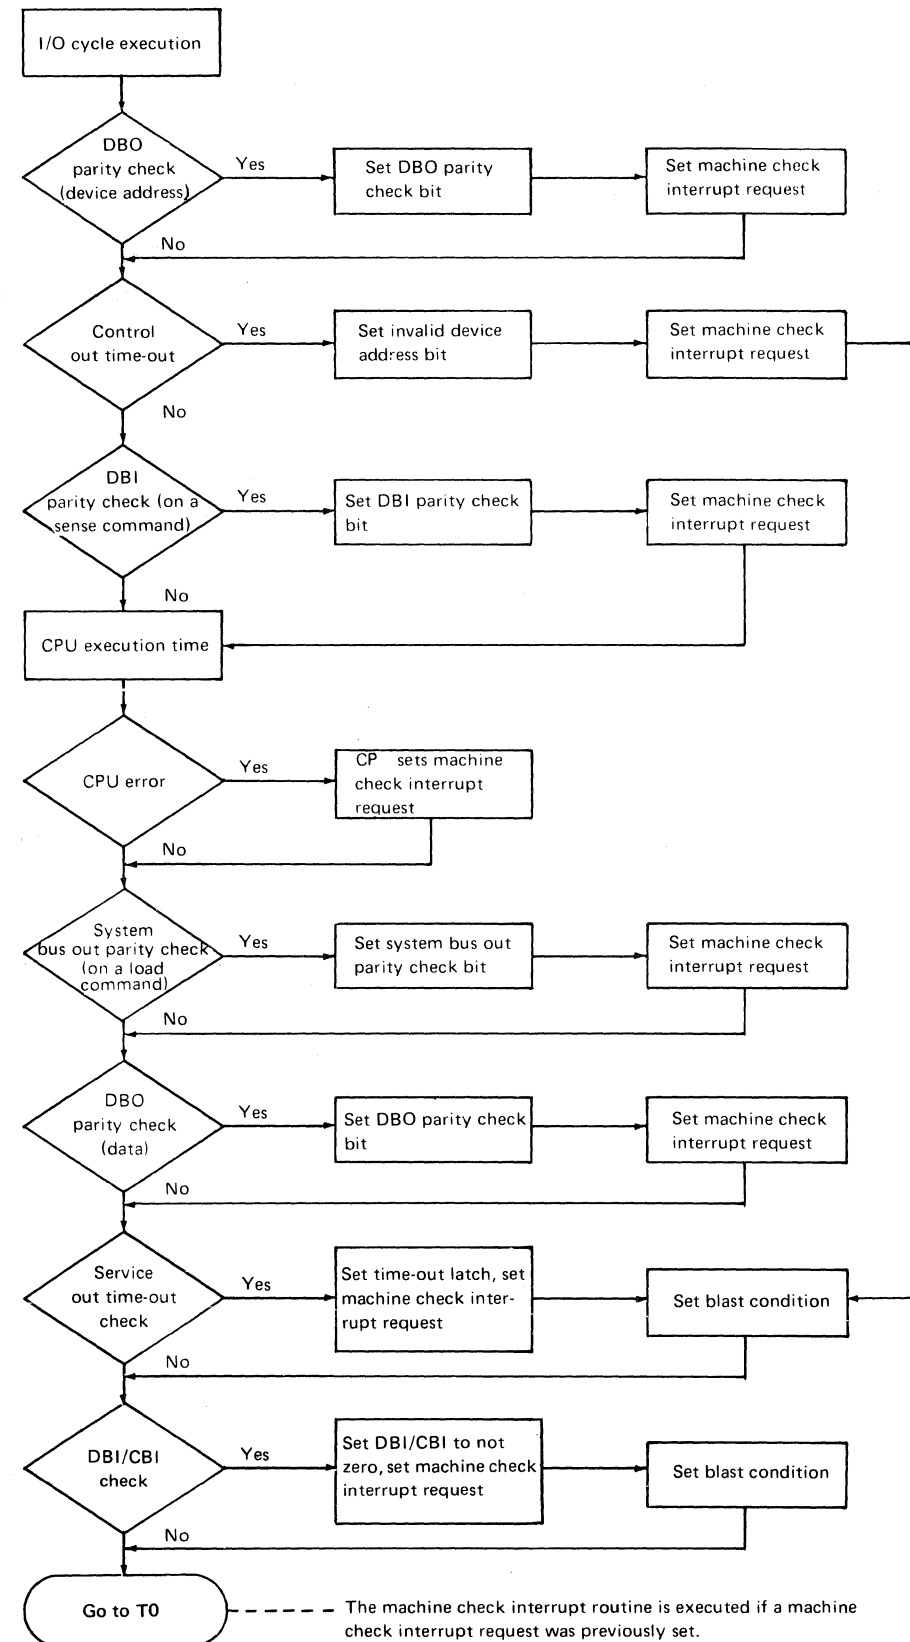 I/O cycle execution
DBO
parity check
(device address)
Yes
Set DBO parity
check bit
Set machine check
interrupt request
No
Control
out time-out
Yes
Set invalid device
address bit
Set machine check
interrupt request
No
DBI
parity check (on a
sense command)
Yes
Set DBI parity check
bit
Set machine check
interrupt request
No
CPU execution time
CPU error
Yes
CP sets machine
check interrupt
request
No
System
bus out parity check
(on a load
command)
Yes
Set system bus out
parity check bit
Set machine check
interrupt request
No
DBO
parity check
(data)
Yes
Set DBO parity check
bit
Set machine check
interrupt request
No
Service
out time-out
check
Yes
Set time-out latch, set
machine check inter-
rupt request
Set blast condition
No
DBI/CBI
check
Yes
Set DBI/CBI to not
zero, set machine check
interrupt request
Set blast condition
No
Go to T0
The machine check interrupt routine is executed if a machine
check interrupt request was previously set.